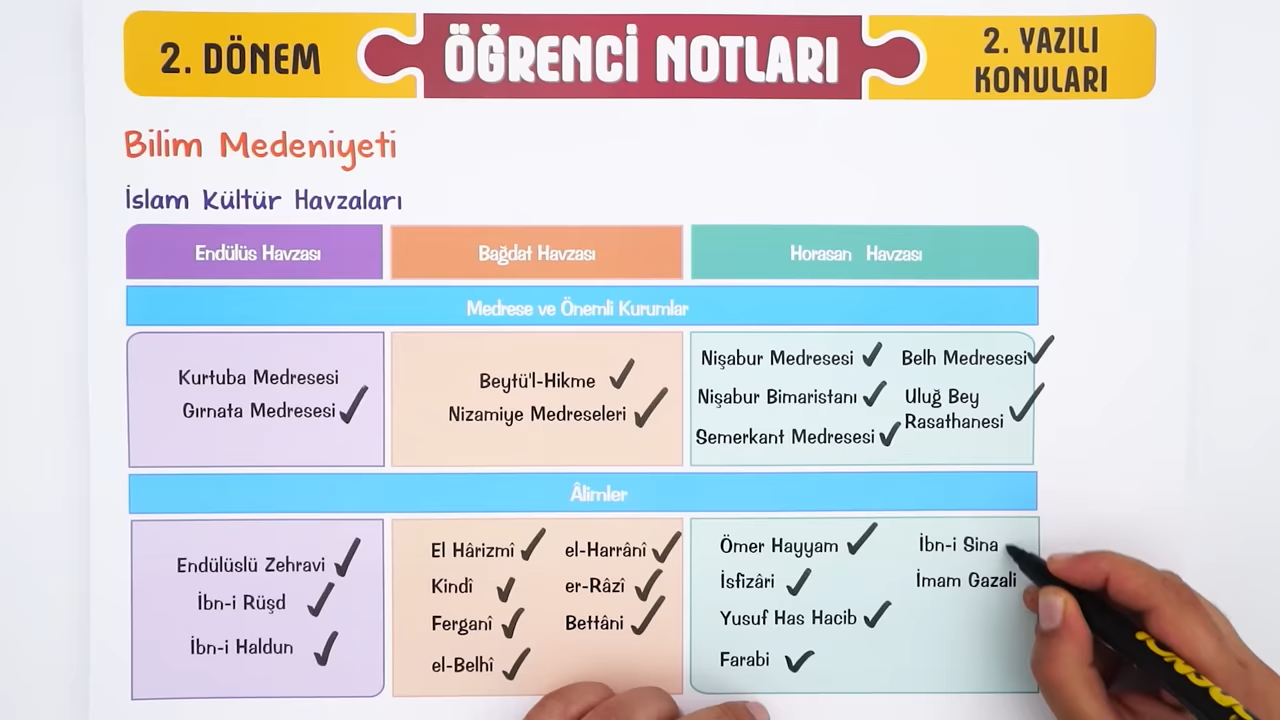 2. DÖNEM
ÖĞRENCİ NOTLARI
2. YAZILI
KONULARI
Bilim Medeniyeti
İslam Kültür Havzaları
Endülüs Havzası
Bağdat Havzası
Horasan Havzası
Medrese ve Önemli Kurumlar
Kurtuba Medresesi
Gırnata Medresesi
Beytü'l-Hikme
Nizamiye Medreseleri
Nişabur Medresesi
Nişabur Bimaristanı
Semerkant Medresesi
Belh Medresesi
Uluğ Bey
Rasathanesi
Âlimler
Endülüslü Zehravi
İbn-i Rüşd
İbn-i Haldun
El Hârizmî
Kindî
Ferganî
el-Belhî
el-Harrânî
er-Râzî
Bettâni
Ömer Hayyam
İsfizâri
Yusuf Has Hacib
Farabi
İbn-i Sina
İmam Gazali